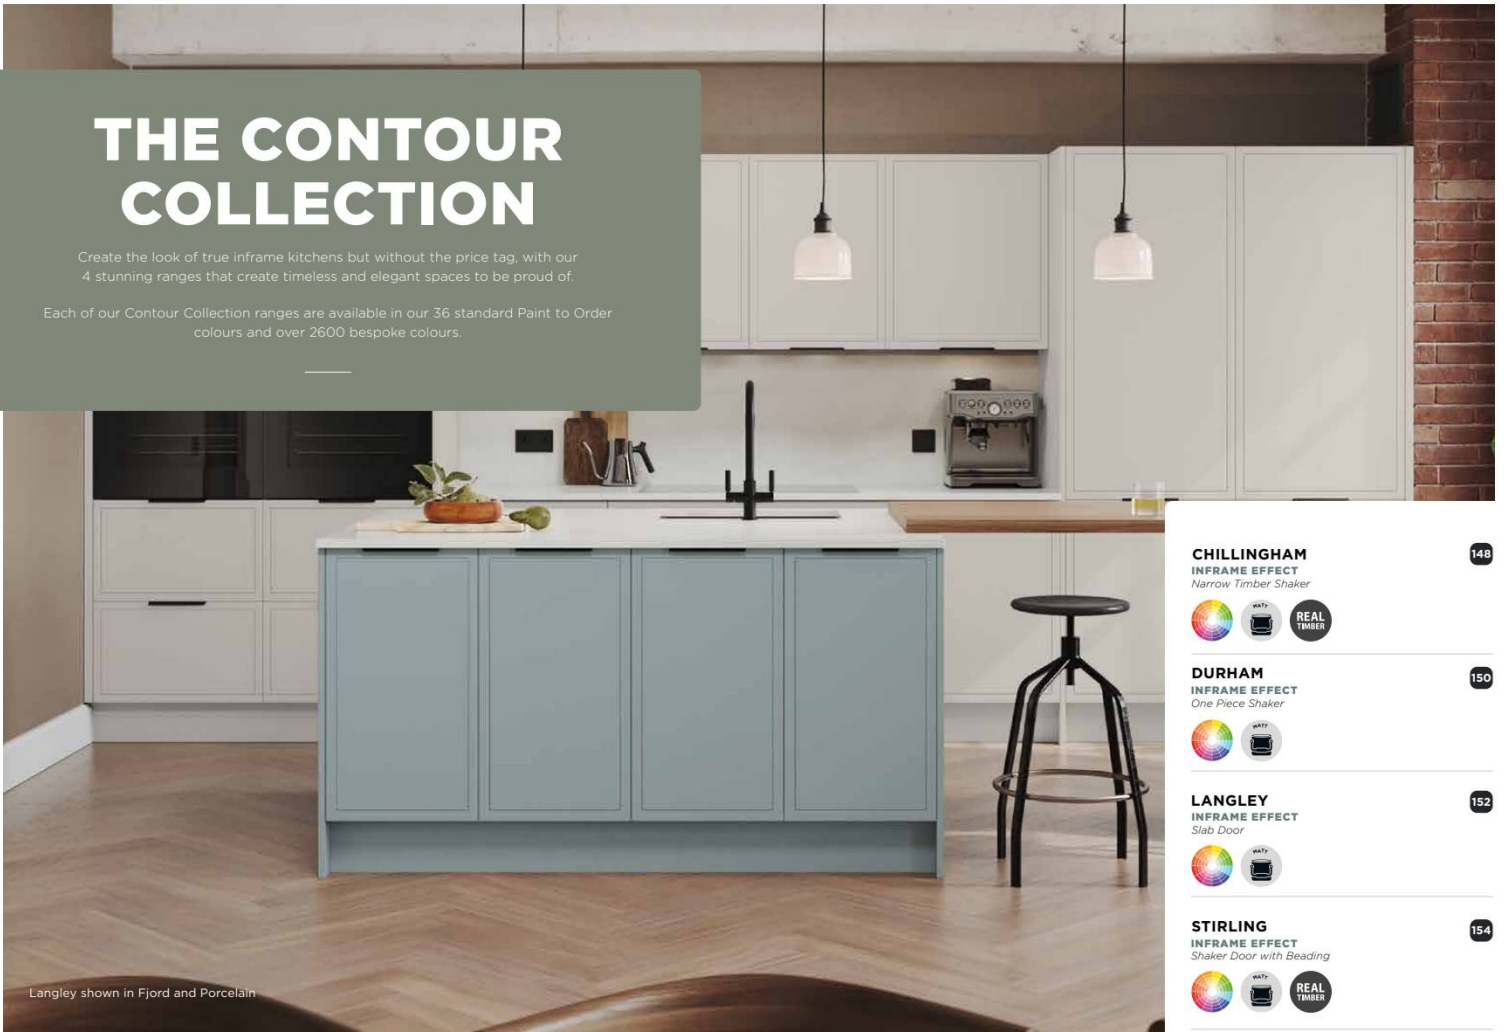 THE CONTOUR
COLLECTION
Create the look of true inframe kitchens but without the price tag, with our
4 stunning ranges that create timeless and elegant spaces to be proud of.
Each of our Contour Collection ranges are available in our 36 standard Paint to Order
colours and over 2600 bespoke colours.
CHILLINGHAM 148
INFRAME EFFECT
Narrow Timber Shaker
MATT
REAL
TIMBER
DURHAM 150
INFRAME EFFECT
One Piece Shaker
MATT
LANGLEY 152
INFRAME EFFECT
Slab Door
MATT
STIRLING 154
INFRAME EFFECT
Shaker Door with Beading
MATT
REAL
TIMBER
Langley shown in Fjord and Porcelain